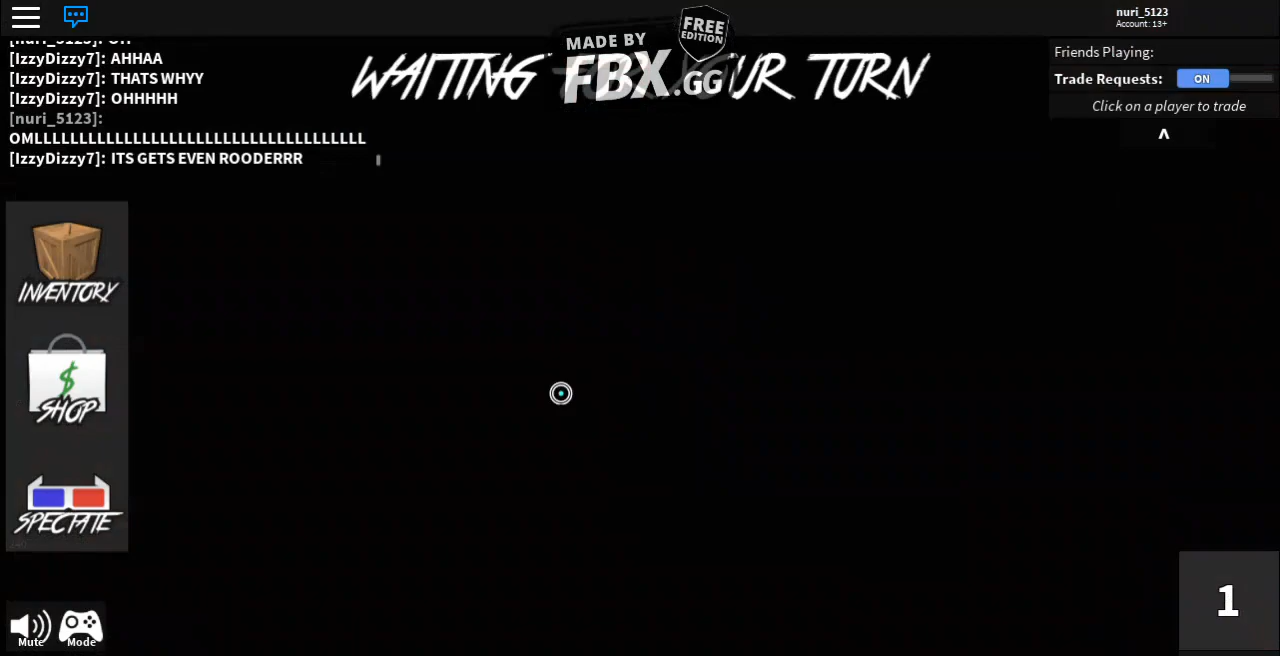 nuri_5123
Account: 13+
[IzzyDizzy7]: AHHAA
[IzzyDizzy7]: THATS WHYY
[IzzyDizzy7]: OHHHHH
[nuri_5123]:
OMLLLLLLLLLLLLLLLLLLLLLLLLLLLLLLLLLLLLL
[IzzyDizzy7]: ITS GETS EVEN ROODERRR
WAITING YOUR TURN
MADE BY
FBX.GG
FREE
EDITION
Friends Playing:
Trade Requests: ON
Click on a player to trade
INVENTORY
$
SHOP
SPECTATE
Mute
Mode
1